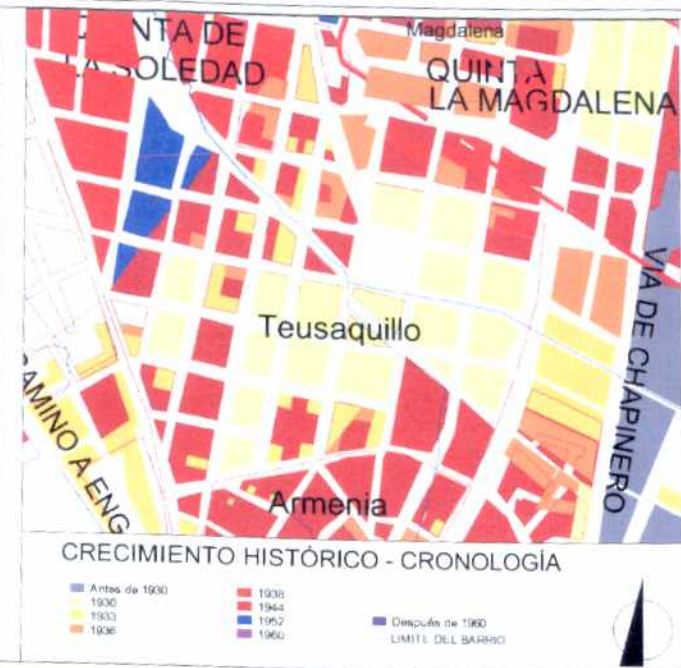 NTA DE
LA SOLEDAD
Magdalena
QUINTA
LA MAGDALENA
VIA DE CHAPINERO
Teusaquillo
CAMINO A ENG
Armenia
CRECIMIENTO HISTÓRICO - CRONOLOGÍA
Antes de 1930
1930
1933
1936
1938
1944
1952
1960
Después de 1960
LIMITE DEL BARRIO